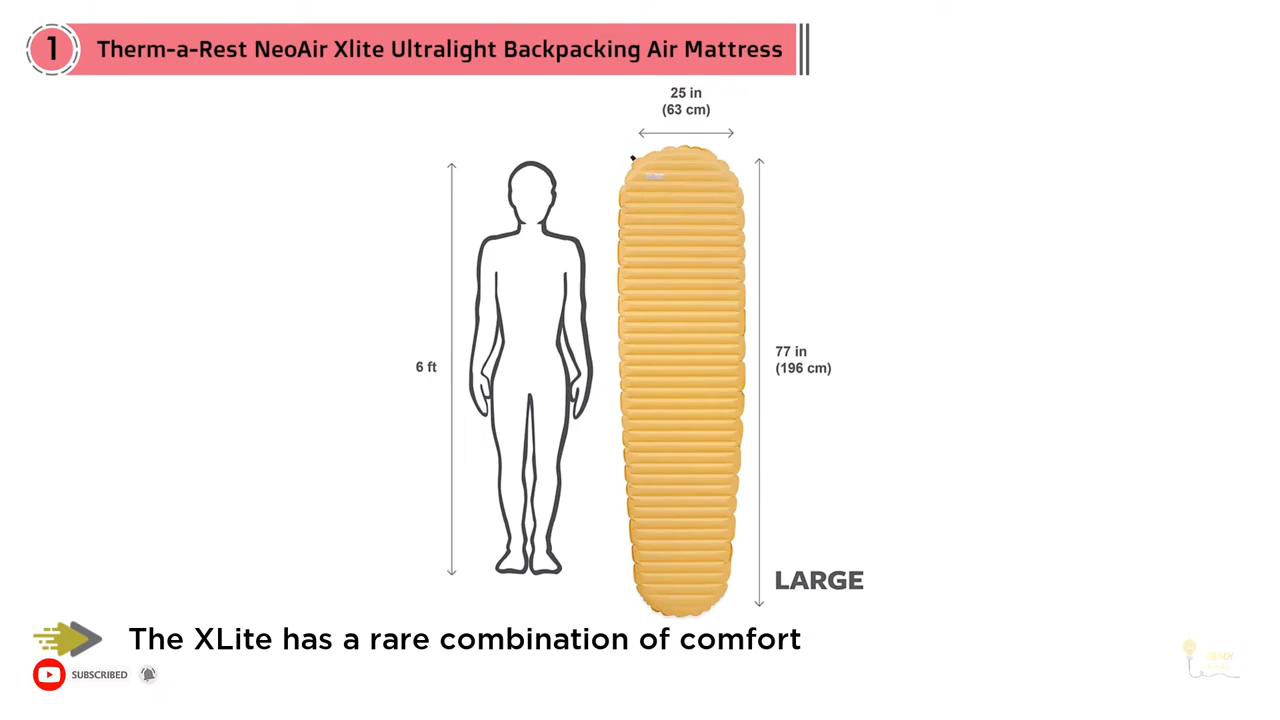 1
Therm-a-Rest NeoAir Xlite Ultralight Backpacking Air Mattress
25 in
(63 cm)
6 ft
77 in
(196 cm)
LARGE
The XLite has a rare combination of comfort
SUBSCRIBED